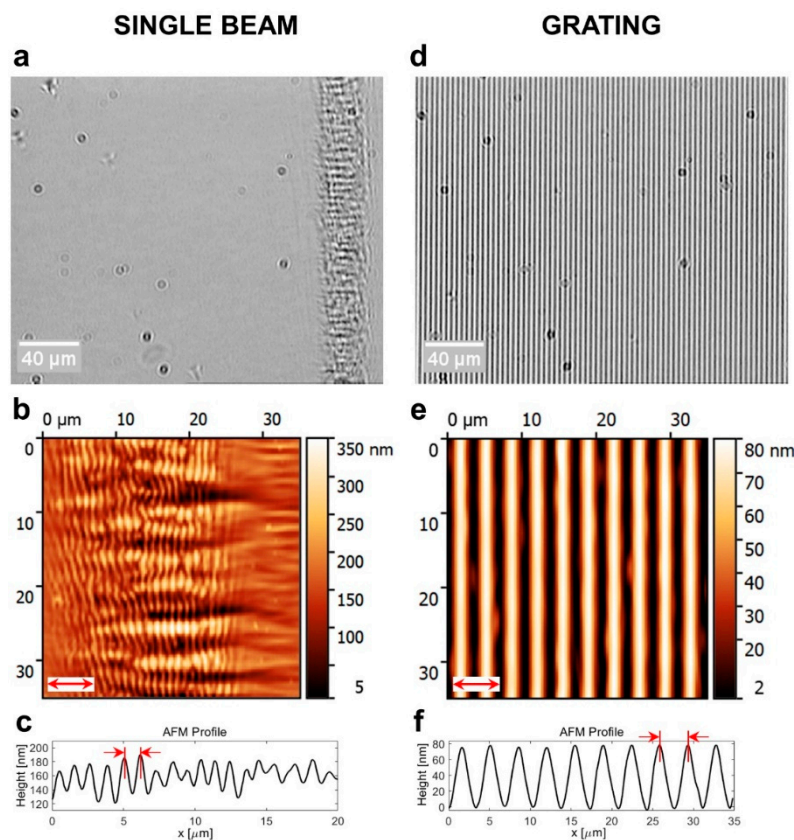 SINGLE BEAM
a
40 µm
b
0 µm 10 20 30
0
10
20
30
350 nm
300
250
200
150
100
5
c
AFM Profile
Height [nm]
200
180
160
140
120
0 5 10 15 20
x [µm]
GRATING
d
40 µm
e
0 µm 10 20 30
0
10
20
30
80 nm
70
60
50
40
30
20
2
f
AFM Profile
Height [nm]
80
60
40
20
0
0 5 10 15 20 25 30 35
x [µm]